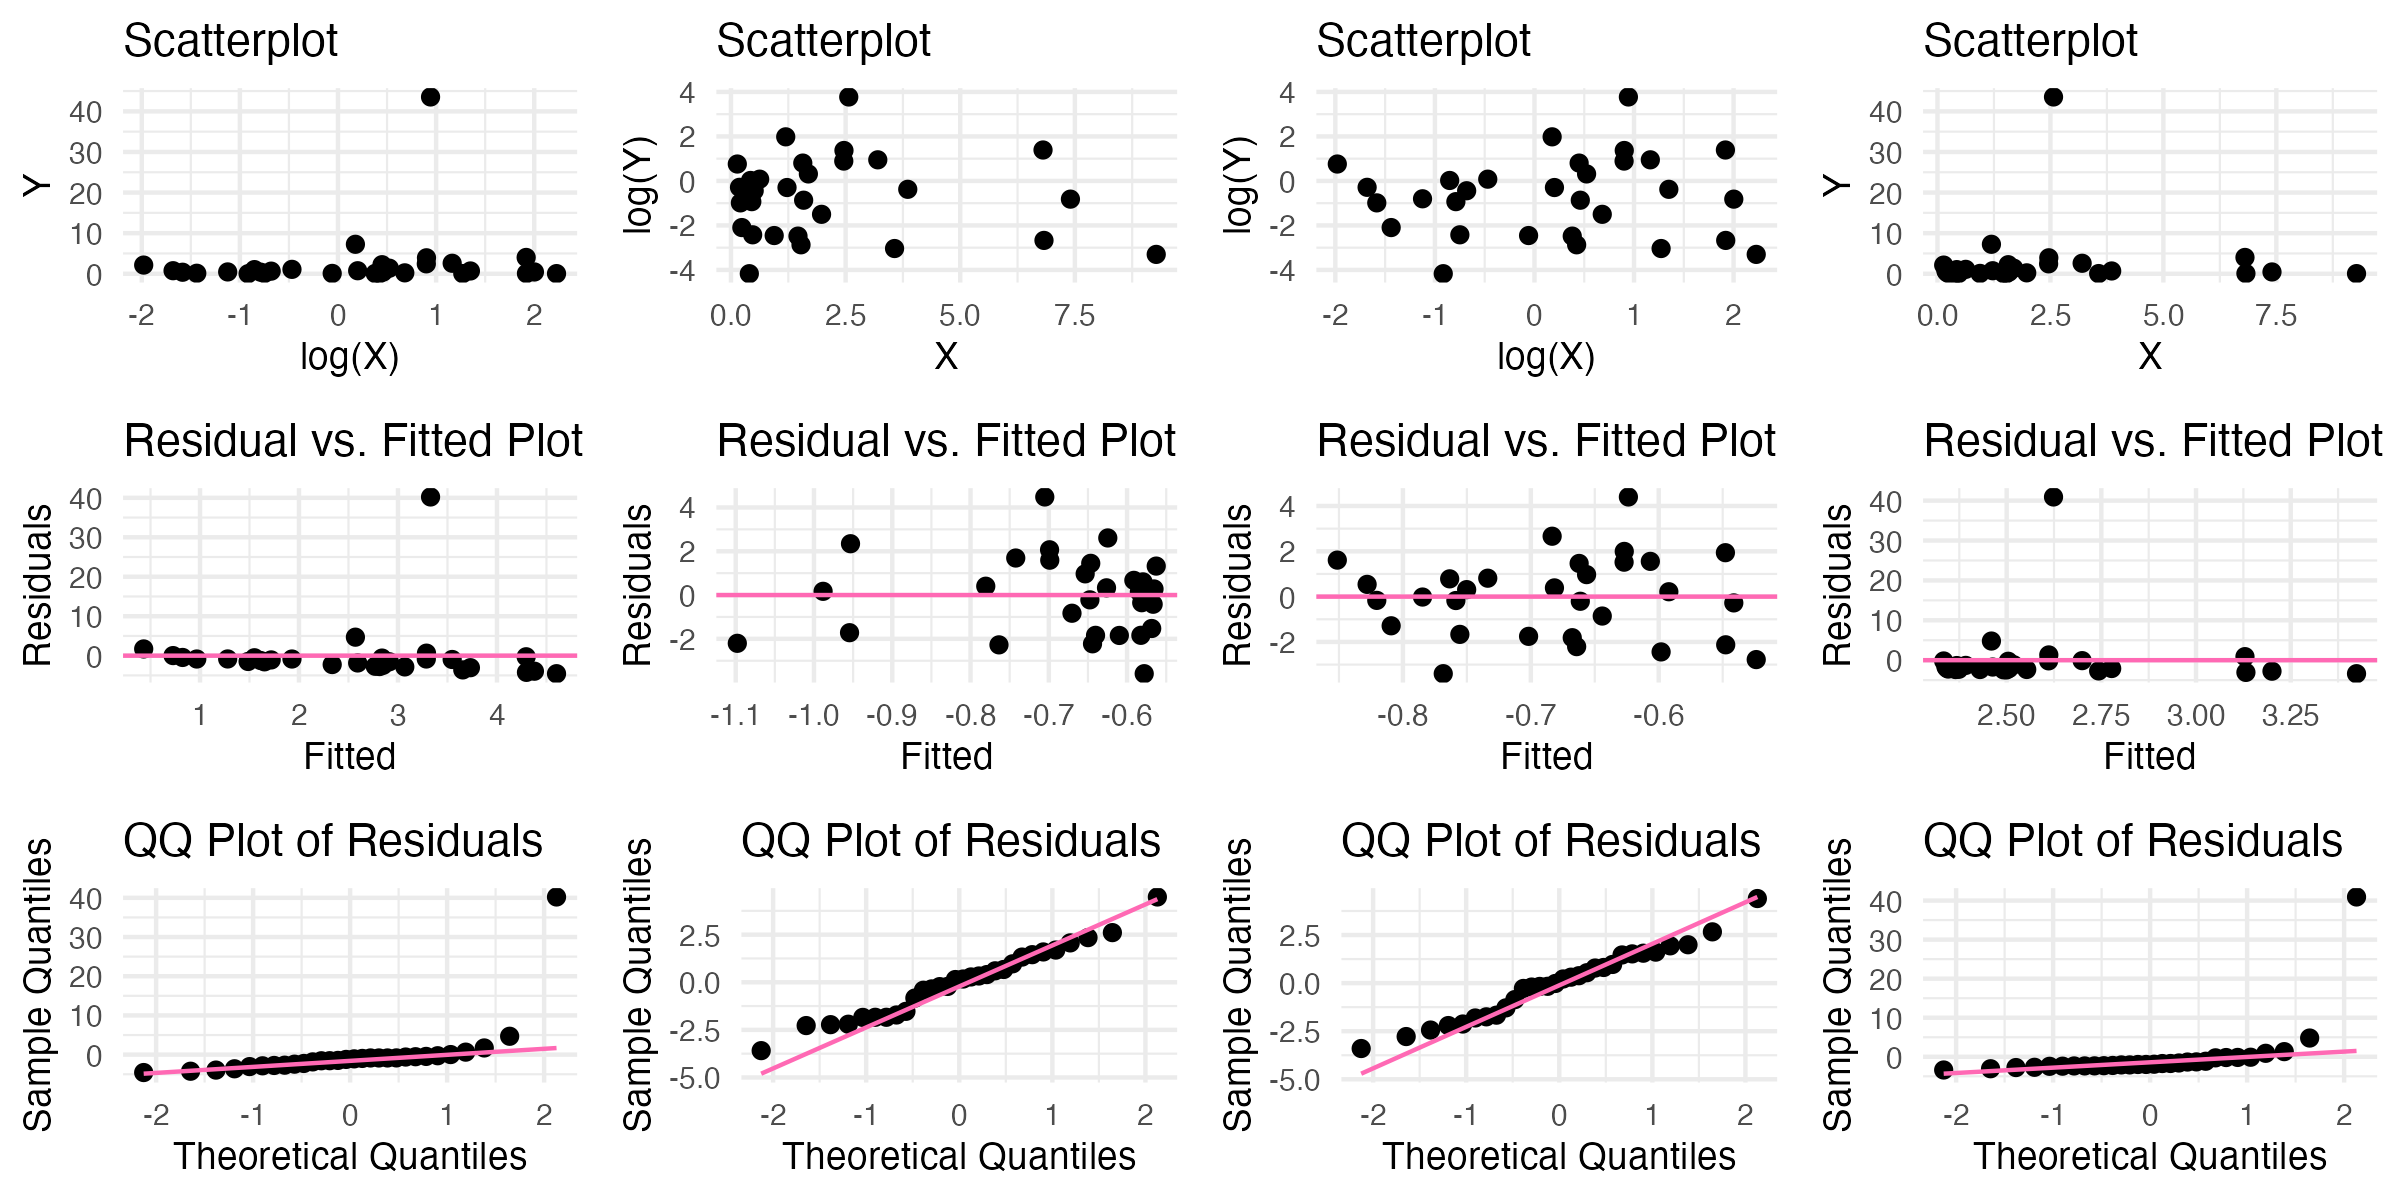 Scatterplot
Y
40
30
20
10
0
-2 -1 0 1 2
log(X)
Scatterplot
log(Y)
4
2
0
-2
-4
0.0 2.5 5.0 7.5
X
Scatterplot
log(Y)
4
2
0
-2
-4
-2 -1 0 1 2
log(X)
Scatterplot
Y
40
30
20
10
0
0.0 2.5 5.0 7.5
X
Residual vs. Fitted Plot
Residuals
40
30
20
10
0
1 2 3 4
Fitted
Residual vs. Fitted Plot
Residuals
4
2
0
-2
-1.1 -1.0 -0.9 -0.8 -0.7 -0.6
Fitted
Residual vs. Fitted Plot
Residuals
4
2
0
-2
-0.8 -0.7 -0.6
Fitted
Residual vs. Fitted Plot
Residuals
40
30
20
10
0
2.50 2.75 3.00 3.25
Fitted
QQ Plot of Residuals
Sample Quantiles
40
30
20
10
0
-2 -1 0 1 2
Theoretical Quantiles
QQ Plot of Residuals
Sample Quantiles
2.5
0.0
-2.5
-5.0
-2 -1 0 1 2
Theoretical Quantiles
QQ Plot of Residuals
Sample Quantiles
2.5
0.0
-2.5
-5.0
-2 -1 0 1 2
Theoretical Quantiles
QQ Plot of Residuals
Sample Quantiles
40
30
20
10
0
-2 -1 0 1 2
Theoretical Quantiles